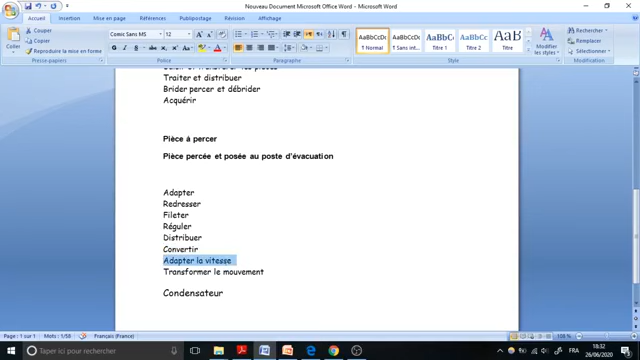 Nouveau Document Microsoft Office Word - Microsoft Word
Accueil Insertion Mise en page Références Publipostage Révision Affichage
Couper
Copier
Reproduire la mise en forme
Coller
Presse-papiers
Comic Sans MS 12
Police
Paragraphe
AaBbCcDc AaBbCcDc AaBbC AaBbCc AaB
¶ Normal ¶ Sans int... Titre 1 Titre 2 Titre
Modifier les styles
Style
Rechercher
Remplacer
Sélectionner
Modification
Traiter et distribuer
Brider percer et débrider
Acquérir
Pièce à percer
Pièce percée et posée au poste d'évacuation
Adapter
Redresser
Fileter
Réguler
Distribuer
Convertir
Adapter la vitesse
Transformer le mouvement
Condensateur
Page : 1 sur 1 Mots : 1/58 Français (France) 108 %
Taper ici pour rechercher
FRA
18:32
26/06/2020